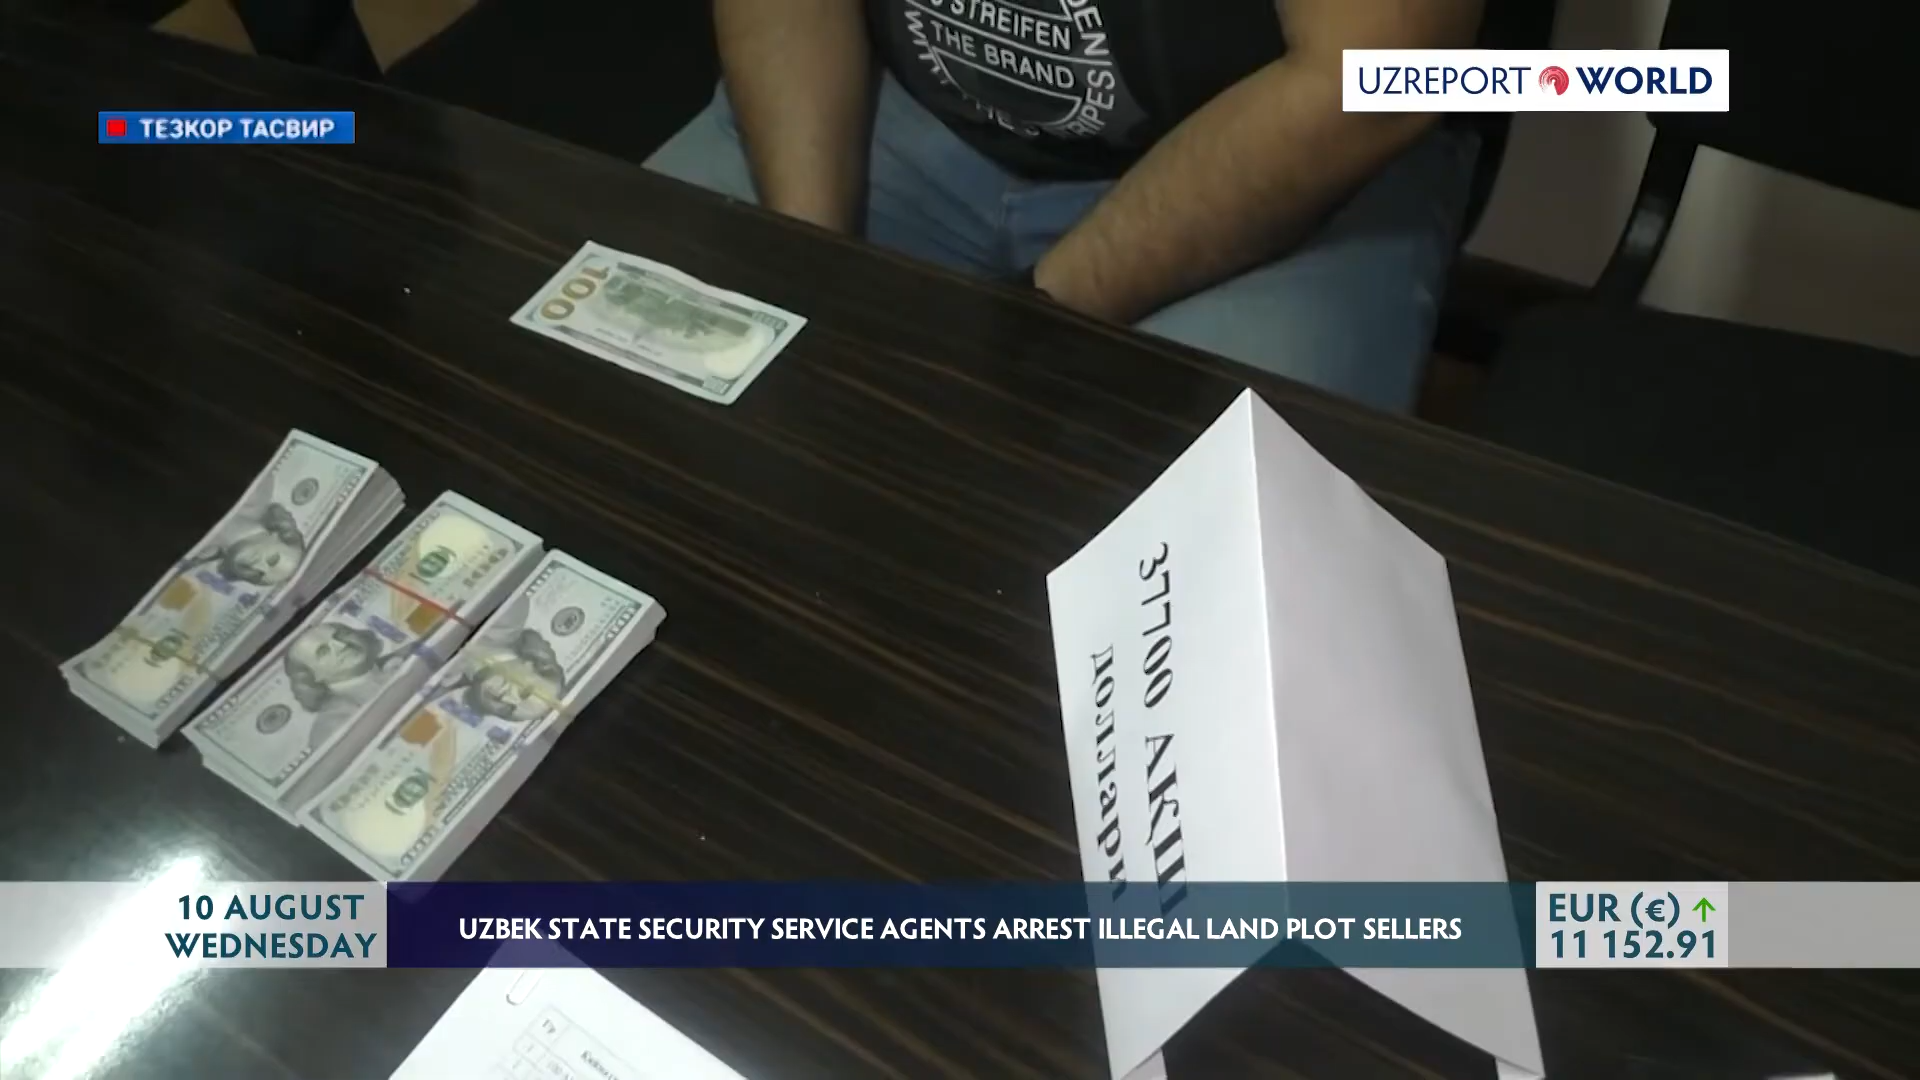 UZREPORT WORLD
ТЕЗКОР ТАСВИР
STREIFEN
THE BRAND
100
37700 АҚШ
доллари
10 AUGUST
WEDNESDAY
UZBEK STATE SECURITY SERVICE AGENTS ARREST ILLEGAL LAND PLOT SELLERS
EUR (€)
11 152.91